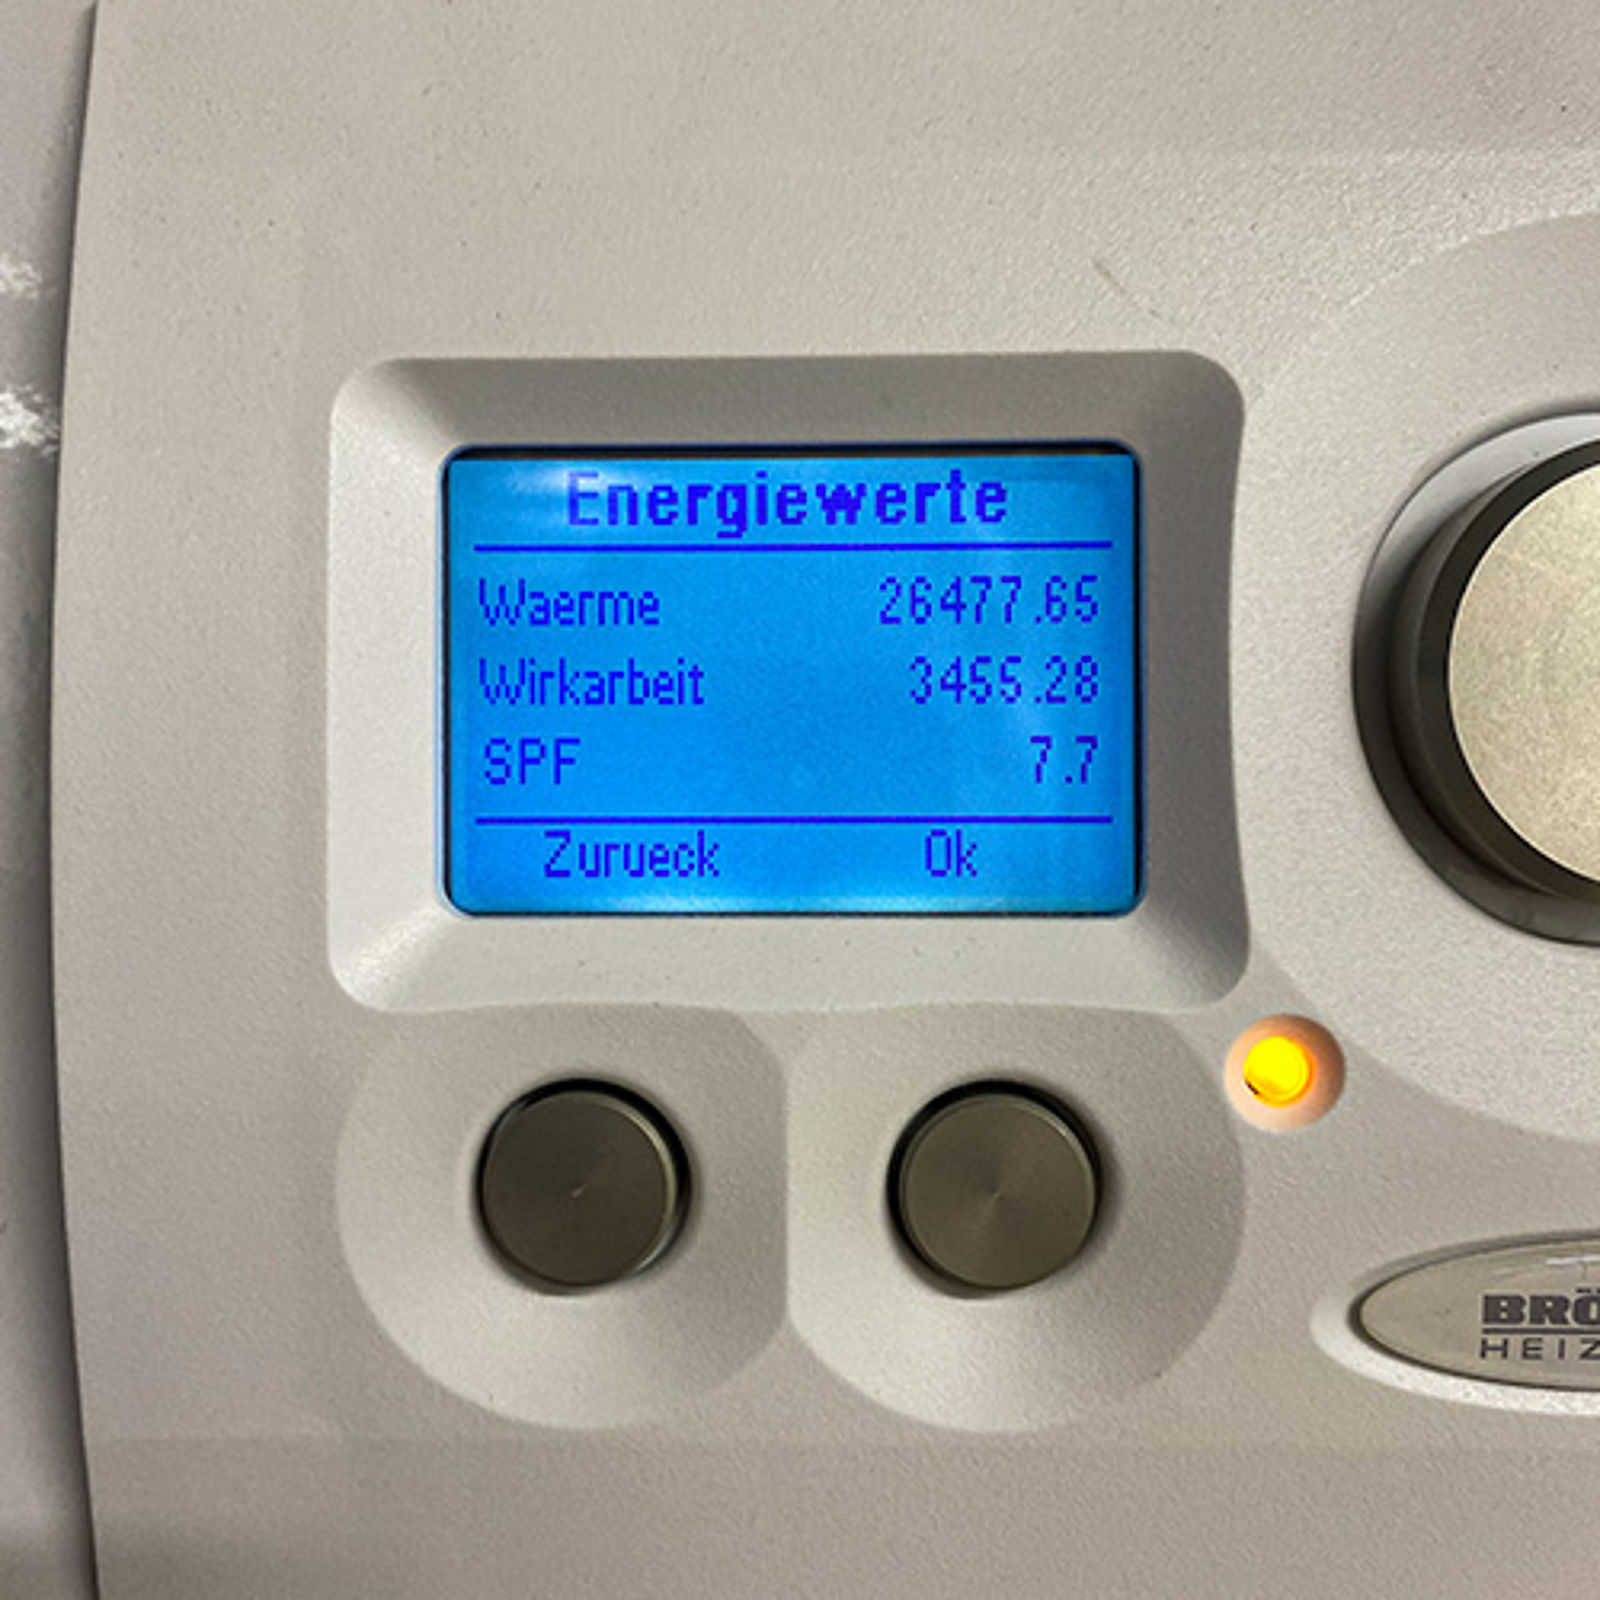 Energiewerte
Waerme 26477.65
Wirkarbeit 3455.28
SPF 7.7
Zurueck Ok
BRÖ
HEIZ